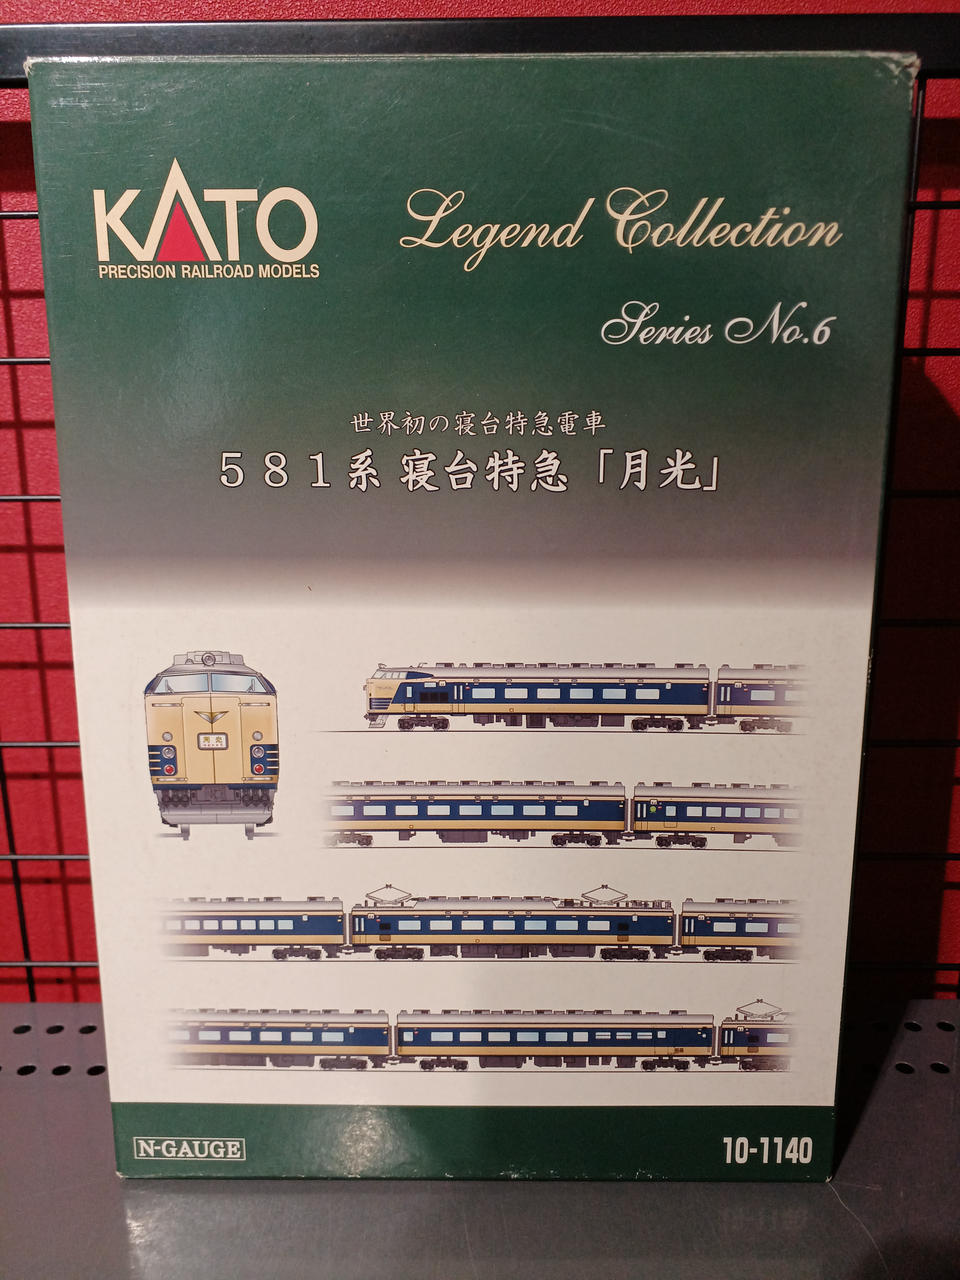 KATO
PRECISION RAILROAD MODELS
Legend Collection
Series No.6
世界初の寝台特急電車
５８１系 寝台特急「月光」
月光
N-GAUGE
10-1140